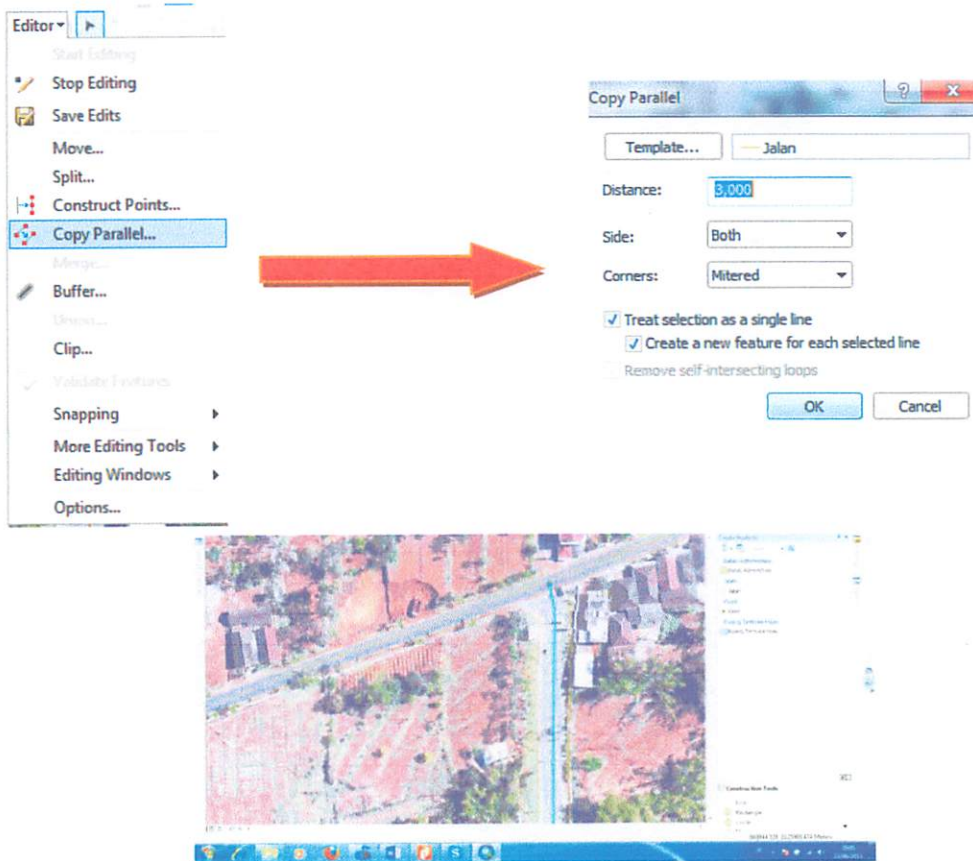 Editor
Start Editing
Stop Editing
Save Edits
Move...
Split...
Construct Points...
Copy Parallel...
Merge...
Buffer...
Union...
Clip...
Validate Features
Snapping
More Editing Tools
Editing Windows
Options...
Copy Parallel
Template...
Jalan
Distance:
3,000
Side:
Both
Corners:
Mitered
Treat selection as a single line
Create a new feature for each selected line
Remove self-intersecting loops
OK
Cancel
Construction Tools